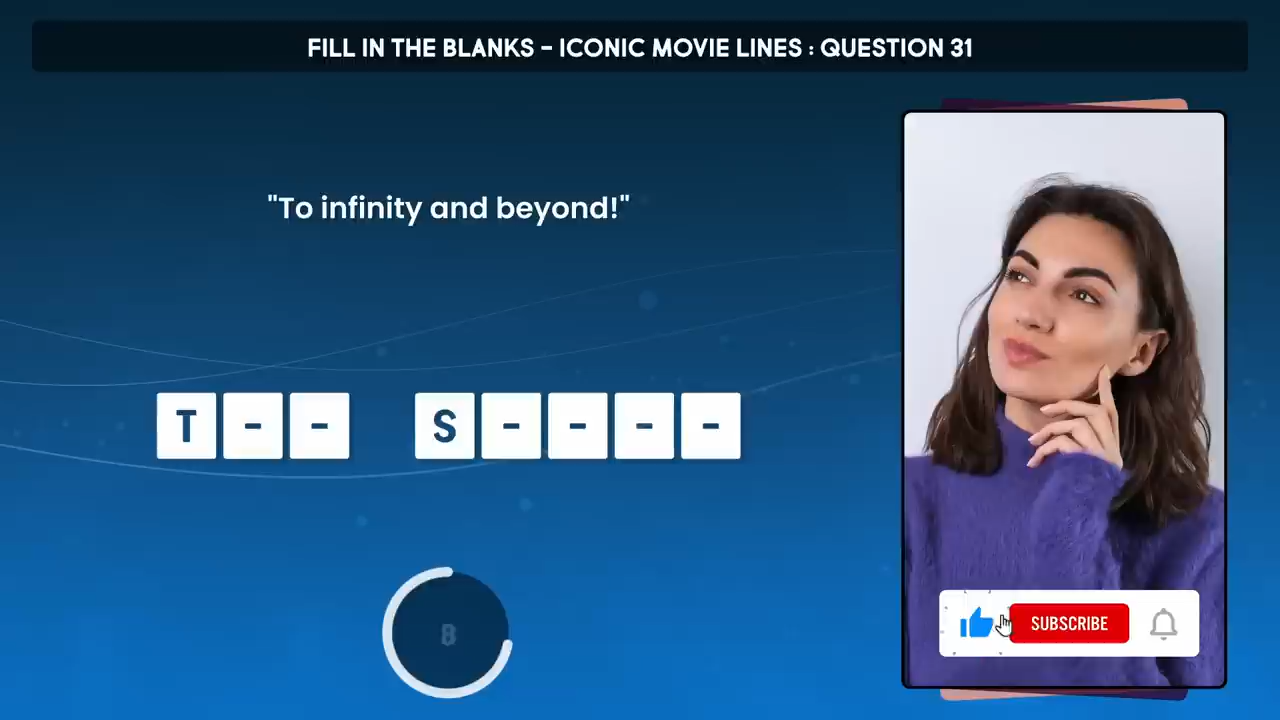 FILL IN THE BLANKS - ICONIC MOVIE LINES : QUESTION 31
"To infinity and beyond!"
T - - S - - - -
8
SUBSCRIBE